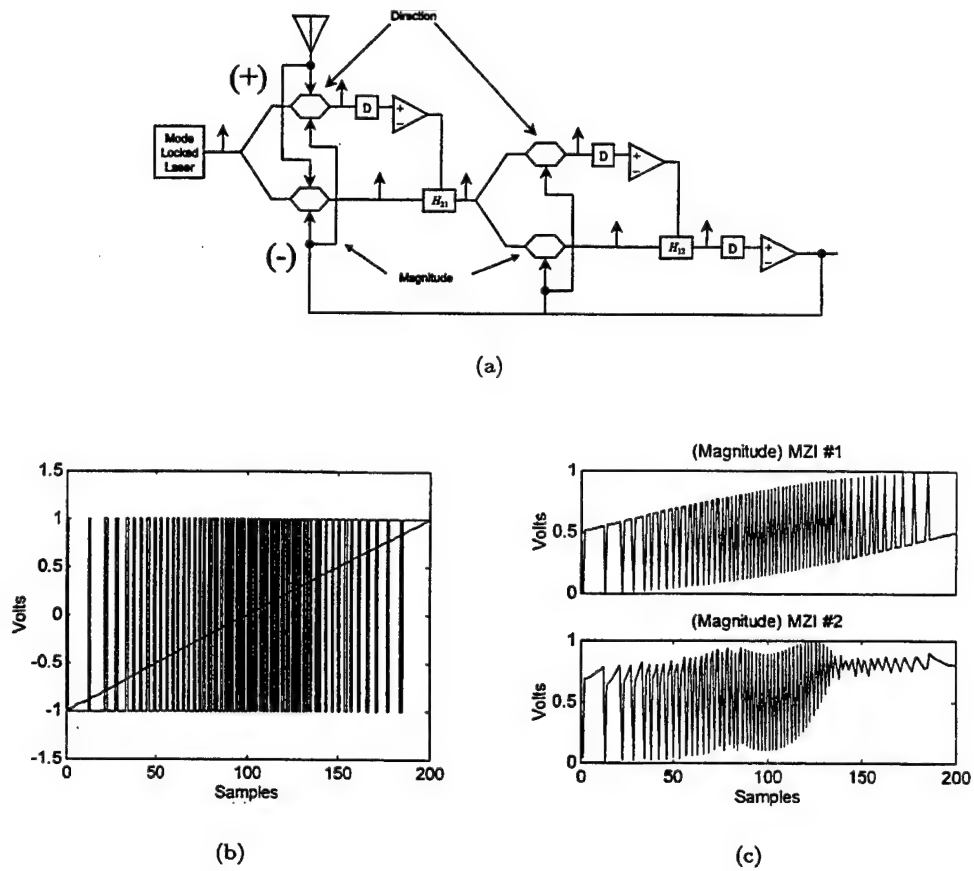 Direction
(+)
D
+
−
Mode
Locked
Laser
D
+
−
H21
(-)
H12
D
+
−
Magnitude
(a)
(Magnitude) MZI #1
1.5
1
0.5
0
-0.5
-1
-1.5
Volts
0
50
100
150
200
Samples
1
0.5
0
Volts
(Magnitude) MZI #2
1
0.5
0
Volts
0
50
100
150
200
Samples
(b)
(c)